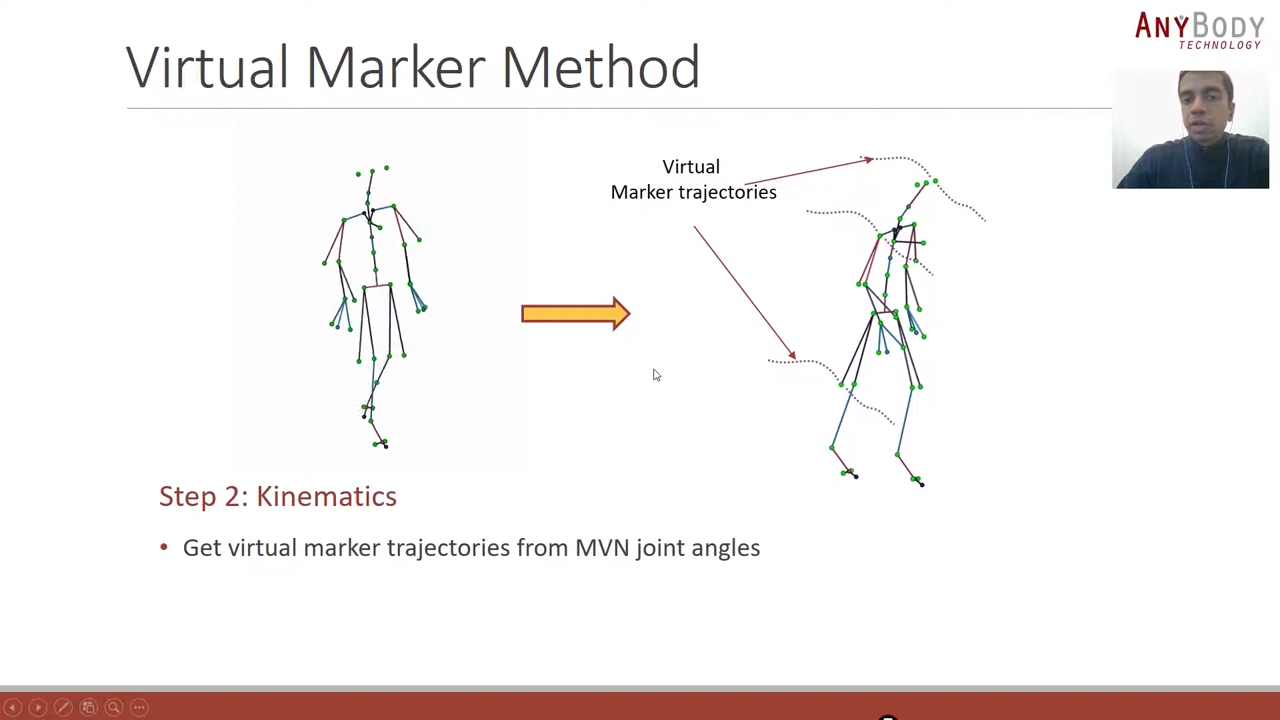 Virtual Marker Method
ANYBODY
TECHNOLOGY
Virtual
Marker trajectories
Step 2: Kinematics
• Get virtual marker trajectories from MVN joint angles